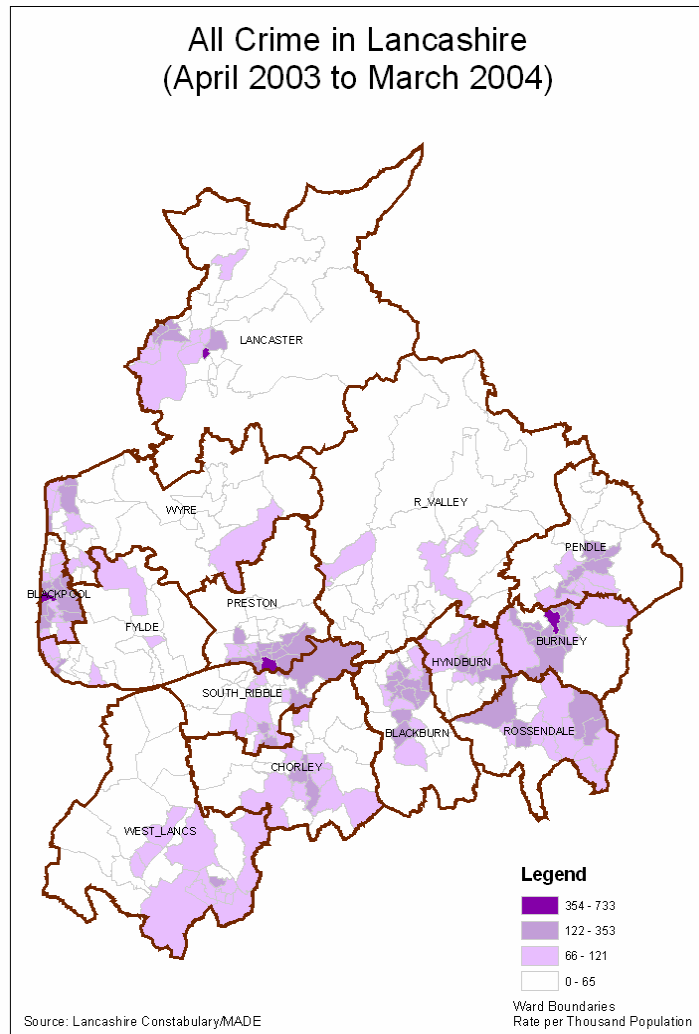 All Crime in Lancashire
(April 2003 to March 2004)
LANCASTER
WYRE
R_VALLEY
PENDLE
BLACKPOOL
PRESTON
FYLDE
BURNLEY
HYNDBURN
SOUTH_RIBBLE
ROSSENDALE
BLACKBURN
CHORLEY
WEST_LANCS
Legend
354 - 733
122 - 353
66 - 121
0 - 65
Ward Boundaries
Rate per Thousand Population
Source: Lancashire Constabulary/MADE